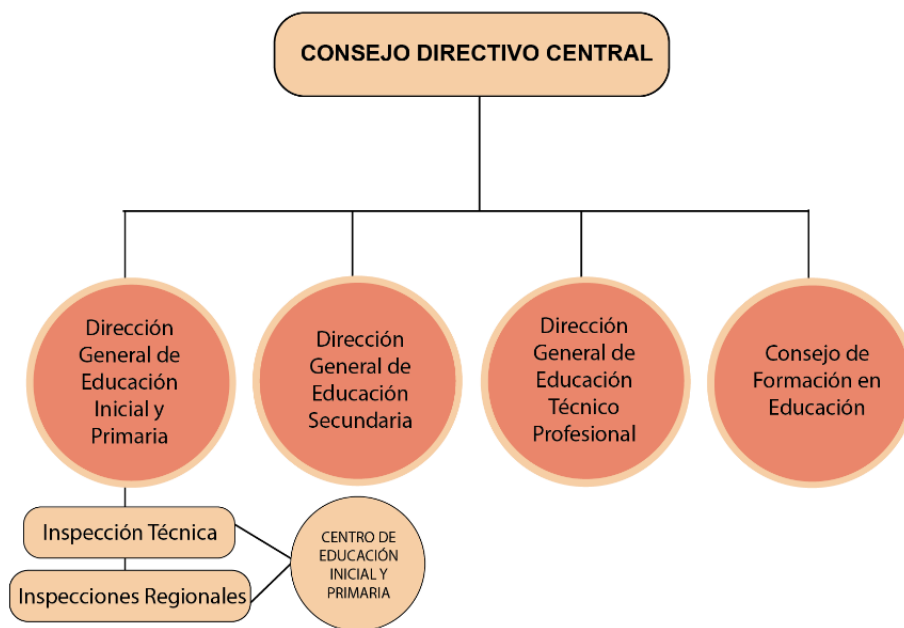 CONSEJO DIRECTIVO CENTRAL
Dirección
General de
Educación
Inicial y
Primaria
Dirección
General de
Educación
Secundaria
Dirección
General de
Educación
Técnico
Profesional
Consejo de
Formación en
Educación
Inspección Técnica
Inspecciones Regionales
CENTRO DE
EDUCACIÓN
INICIAL Y
PRIMARIA